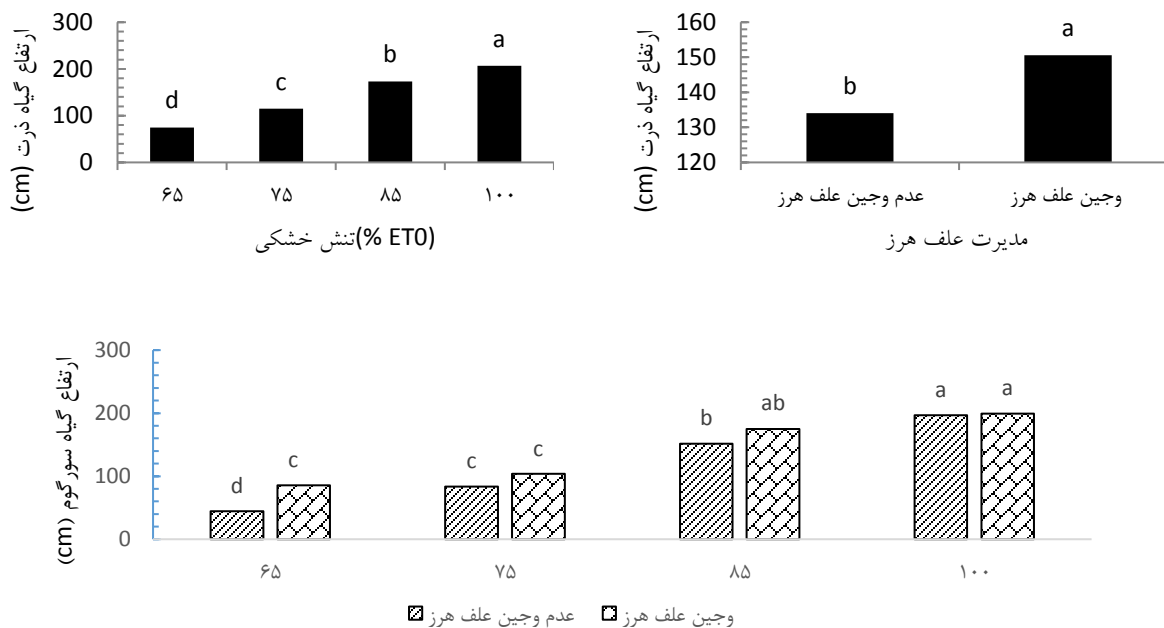 ارتفاع گیاه ذرت (cm)
300
200
100
0
d
c
b
a
۶۵
۷۵
۸۵
۱۰۰
تنش خشکی(% ET0)
ارتفاع گیاه ذرت (cm)
160
150
140
130
120
b
a
عدم وجین علف هرز
وجین علف هرز
مدیرت علف هرز
ارتفاع گیاه سورگوم (cm)
300
200
100
0
d
c
c
c
b
ab
a
a
۶۵
۷۵
۸۵
۱۰۰
عدم وجین علف هرز
وجین علف هرز